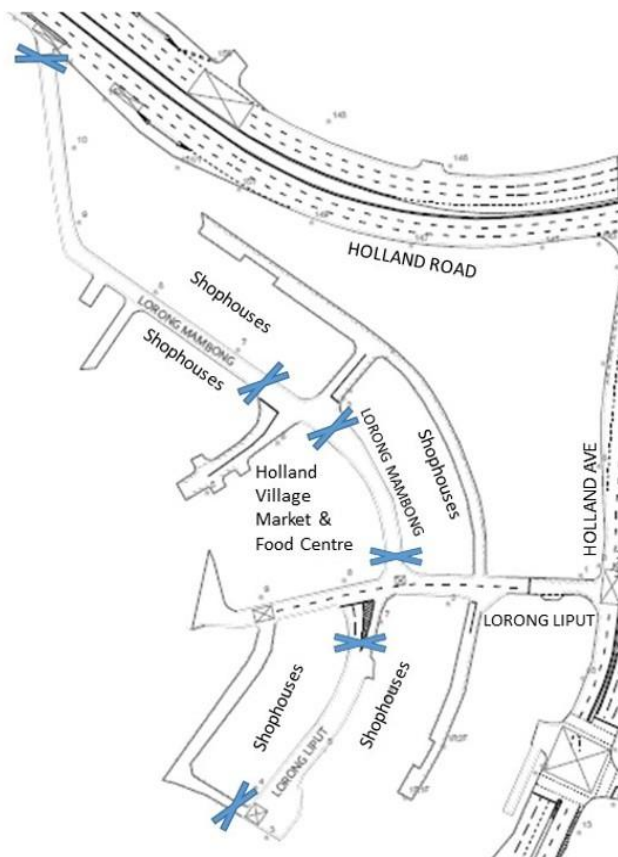 HOLLAND ROAD
Shophouses
LORONG MAMBONG
Shophouses
LORONG MAMBONG
Shophouses
Holland
Village
Market &
Food Centre
HOLLAND AVE
LORONG LIPUT
Shophouses
Shophouses
LORONG LIPUT